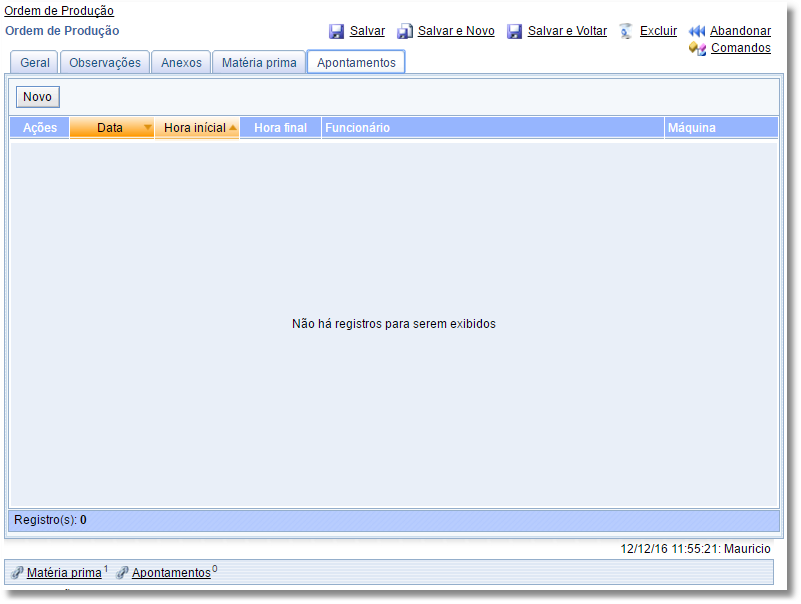 Ordem de Produção
Ordem de Produção
Salvar Salvar e Novo Salvar e Voltar Excluir Abandonar
Comandos
Geral Observações Anexos Matéria prima Apontamentos
Novo
Ações Data Hora inícial Hora final Funcionário Máquina
Não há registros para serem exibidos
Registro(s): 0
12/12/16 11:55:21: Mauricio
Matéria prima 1 Apontamentos 0